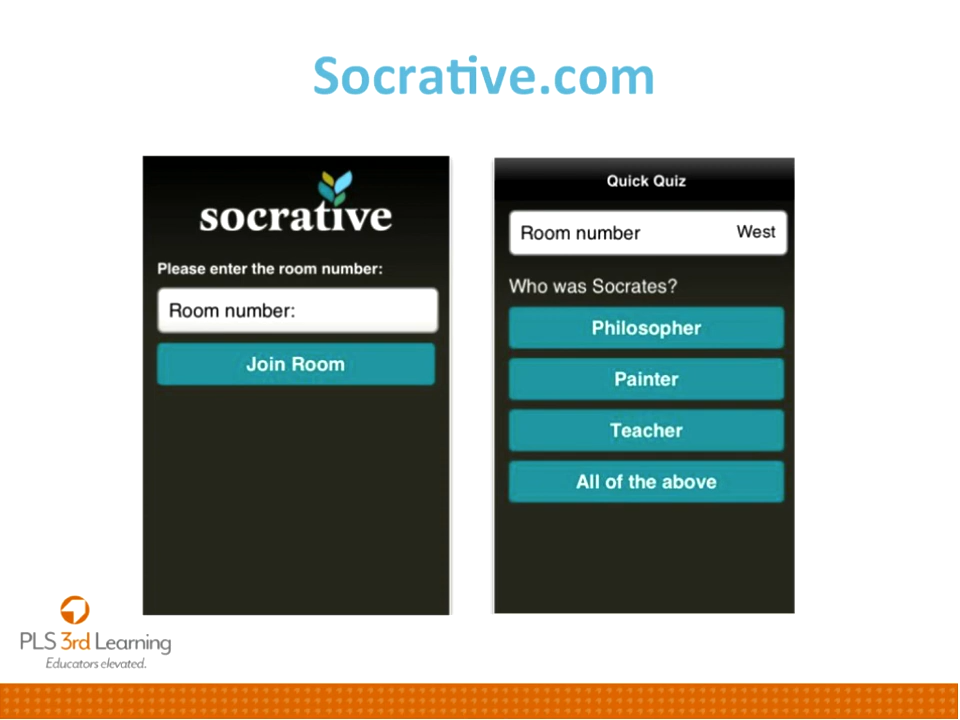 Socrative.com
socrative
Please enter the room number:
Room number:
Join Room
Quick Quiz
Room number West
Who was Socrates?
Philosopher
Painter
Teacher
All of the above
PLS 3rd Learning
Educators elevated.